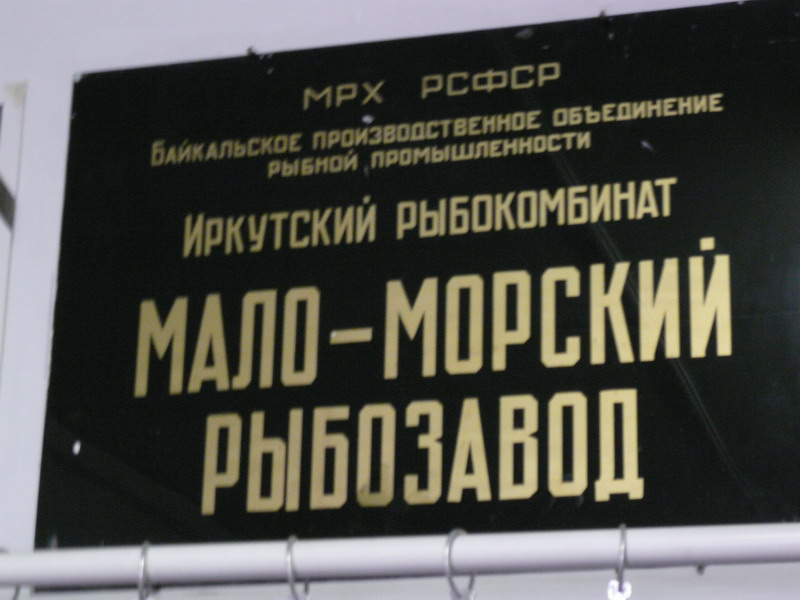 МРХ РСФСР
БАЙКАЛЬСКОЕ ПРОИЗВОДСТВЕННОЕ ОБЪЕДИНЕНИЕ
РЫБНОЙ ПРОМЫШЛЕННОСТИ
ИРКУТСКИЙ РЫБОКОМБИНАТ
МАЛО-МОРСКИЙ
РЫБОЗАВОД